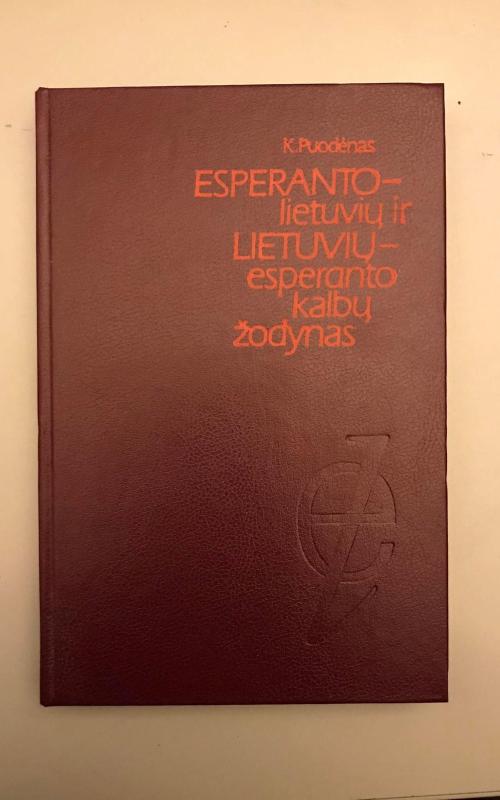 K. Puodėnas
ESPERANTO–
lietuvių ir
LIETUVIŲ–
esperanto
kalbų
žodynas